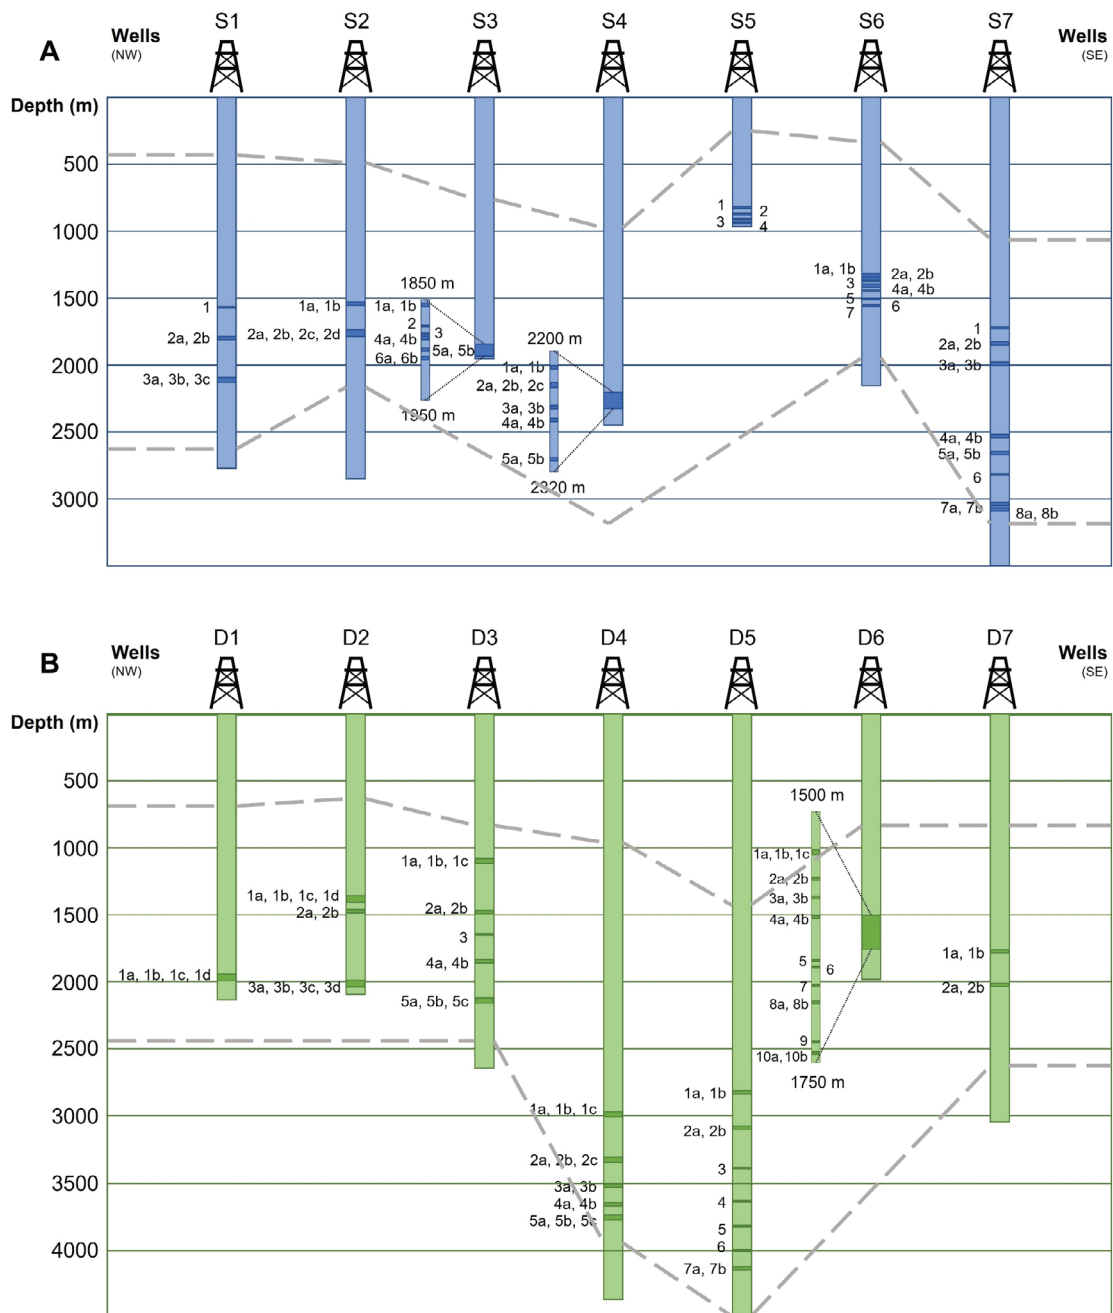 S1 S2 S3 S4 S5 S6 S7
A
Wells
(NW)
Wells
(SE)
Depth (m)
500
1000
1500
2000
2500
3000
1
2a, 2b
3a, 3b, 3c
1a, 1b
2a, 2b, 2c, 2d
1850 m
1a, 1b
2
3
4a, 4b
5a, 5b
6a, 6b
1950 m
2200 m
1a, 1b
2a, 2b, 2c
3a, 3b
4a, 4b
5a, 5b
2320 m
1
2
3
4
1a, 1b
2a, 2b
3
4a, 4b
5
6
7
1
2a, 2b
3a, 3b
4a, 4b
5a, 5b
6
7a, 7b
8a, 8b
D1 D2 D3 D4 D5 D6 D7
B
Wells
(NW)
Wells
(SE)
Depth (m)
500
1000
1500
2000
2500
3000
3500
4000
1a, 1b, 1c, 1d
1a, 1b, 1c, 1d
2a, 2b
3a, 3b, 3c, 3d
1a, 1b, 1c
2a, 2b
3
4a, 4b
5a, 5b, 5c
1a, 1b, 1c
2a, 2b, 2c
3a, 3b
4a, 4b
5a, 5b, 5c
1a, 1b
2a, 2b
3
4
5
6
7a, 7b
1500 m
1a, 1b, 1c
2a, 2b
3a, 3b
4a, 4b
5
6
7
8a, 8b
9
10a, 10b
1750 m
1a, 1b
2a, 2b